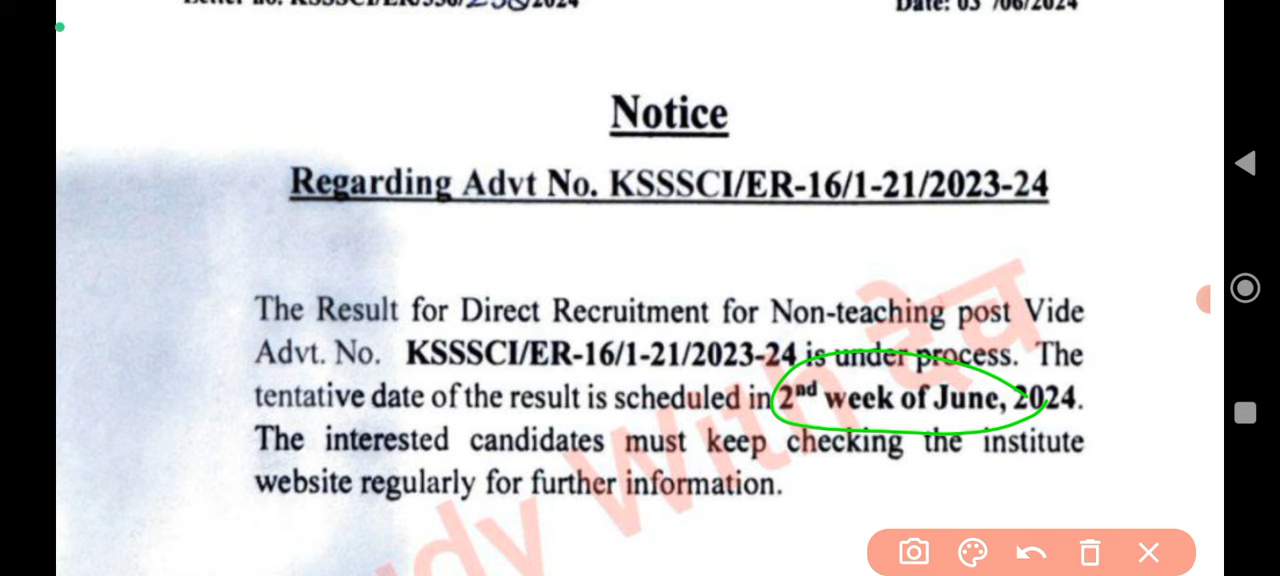 Notice
Regarding Advt No. KSSSCI/ER-16/1-21/2023-24
The Result for Direct Recruitment for Non-teaching post Vide
Advt. No. KSSSCI/ER-16/1-21/2023-24 is under process. The
tentative date of the result is scheduled in 2nd week of June, 2024.
The interested candidates must keep checking the institute
website regularly for further information.
With देव